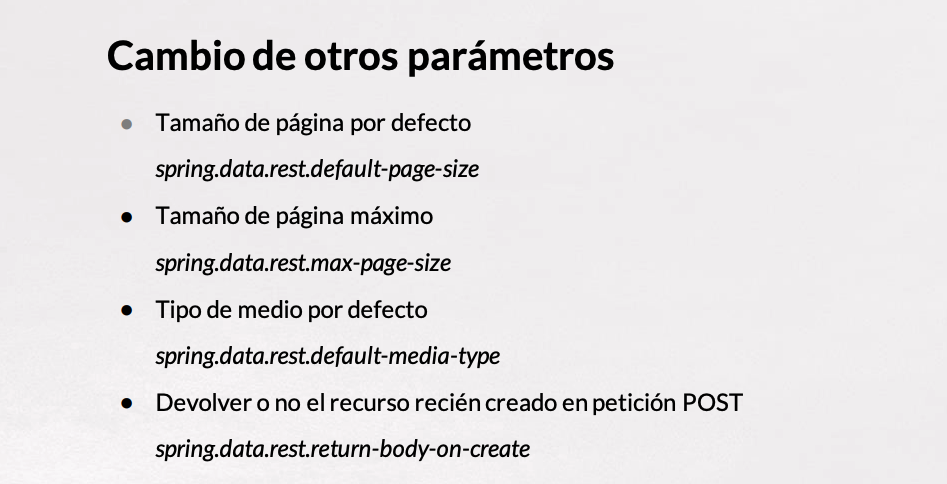 Cambio de otros parámetros
● Tamaño de página por defecto
spring.data.rest.default-page-size
● Tamaño de página máximo
spring.data.rest.max-page-size
● Tipo de medio por defecto
spring.data.rest.default-media-type
● Devolver o no el recurso recién creado en petición POST
spring.data.rest.return-body-on-create